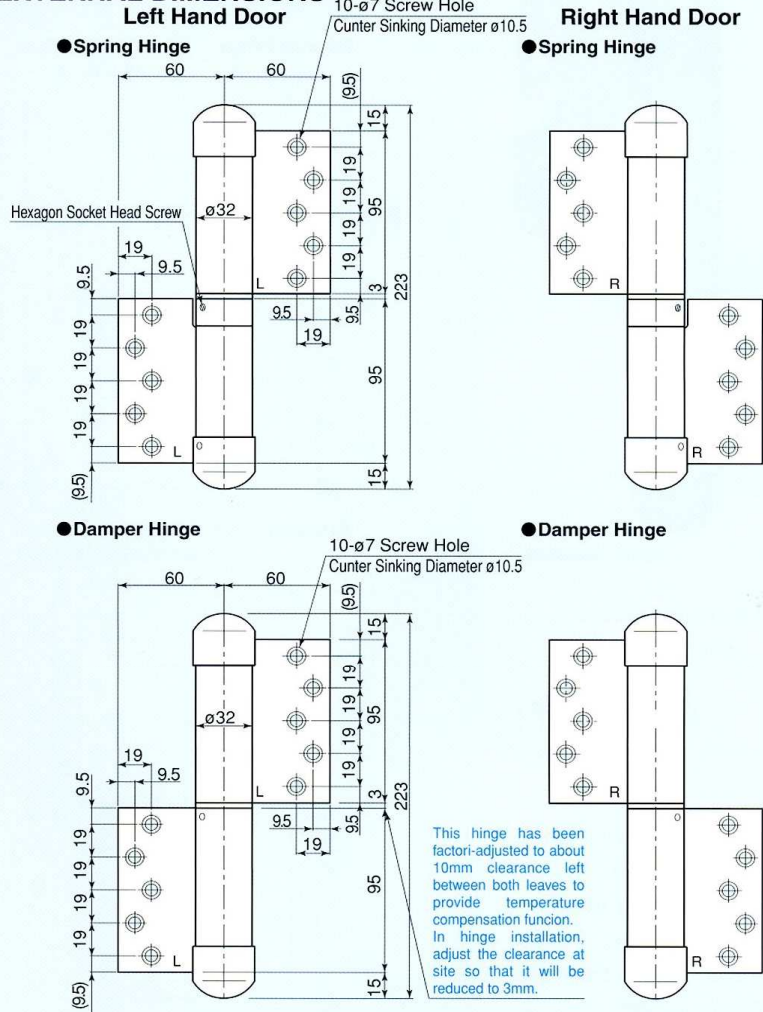 10-ø7 Screw Hole
Left Hand Door
Cunter Sinking Diameter ø10.5
Right Hand Door
●Spring Hinge
●Spring Hinge
60
60
(9.5)
15
19
19
19
19
95
Hexagon Socket Head Screw
ø32
19
9.5
9.5
L
R
3
223
9.5
19
9.5
19
19
19
19
95
L
R
(9.5)
15
●Damper Hinge
●Damper Hinge
10-ø7 Screw Hole
Cunter Sinking Diameter ø10.5
60
60
(9.5)
15
19
19
19
19
95
ø32
19
9.5
9.5
L
R
3
223
9.5
19
9.5
19
19
19
19
95
This hinge has been
factori-adjusted to about
10mm clearance left
between both leaves to
provide temperature
compensation funcion.
In hinge installation,
adjust the clearance at
site so that it will be
reduced to 3mm.
L
R
(9.5)
15